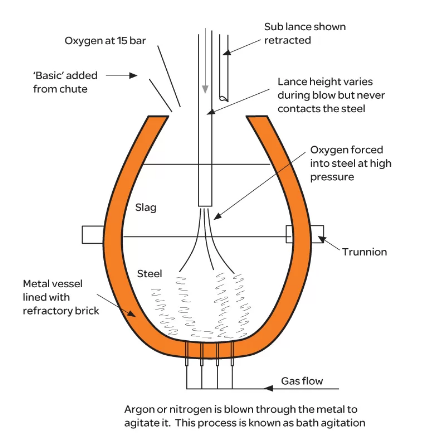 Sub lance shown
retracted
Oxygen at 15 bar
‘Basic’ added
from chute
Lance height varies
during blow but never
contacts the steel
Oxygen forced
into steel at high
pressure
Slag
Trunnion
Steel
Metal vessel
lined with
refractory brick
Gas flow
Argon or nitrogen is blown through the metal to
agitate it. This process is known as bath agitation